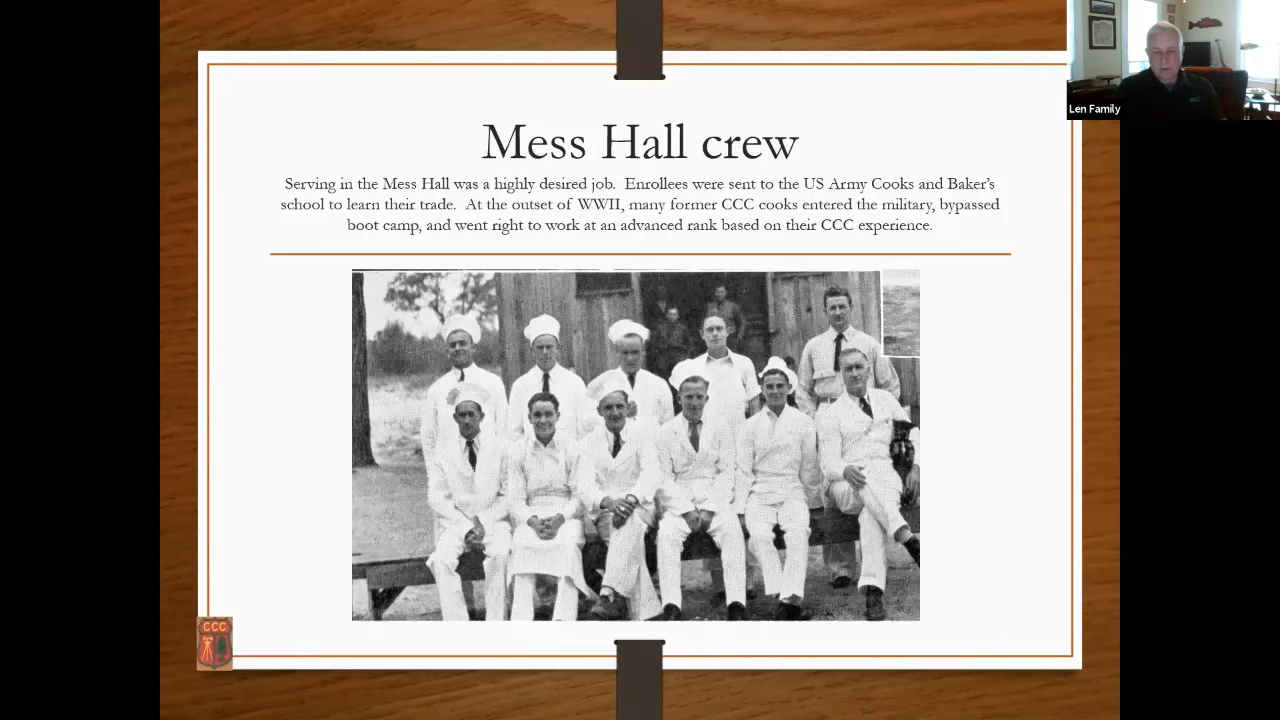 Len Family
Mess Hall crew
Serving in the Mess Hall was a highly desired job. Enrollees were sent to the US Army Cooks and Baker's
school to learn their trade. At the outset of WWII, many former CCC cooks entered the military, bypassed
boot camp, and went right to work at an advanced rank based on their CCC experience.
CCC